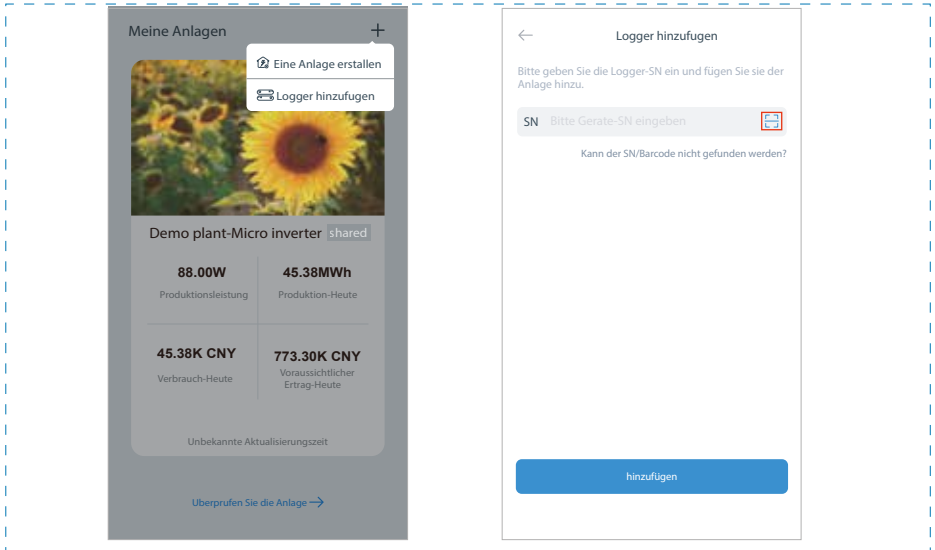 Meine Anlagen
Eine Anlage erstallen
Logger hinzufugen
Demo plant-Micro inverter shared
88.00W
Produktionsleistung
45.38MWh
Produktion-Heute
45.38K CNY
Verbrauch-Heute
773.30K CNY
Voraussichtlicher
Ertrag-Heute
Unbekannte Aktualisierungszeit
Uberprufen Sie die Anlage
Logger hinzufugen
Bitte geben Sie die Logger-SN ein und fügen Sie sie der
Anlage hinzu.
SN Bitte Gerate-SN eingeben
Kann der SN/Barcode nicht gefunden werden?
hinzufügen